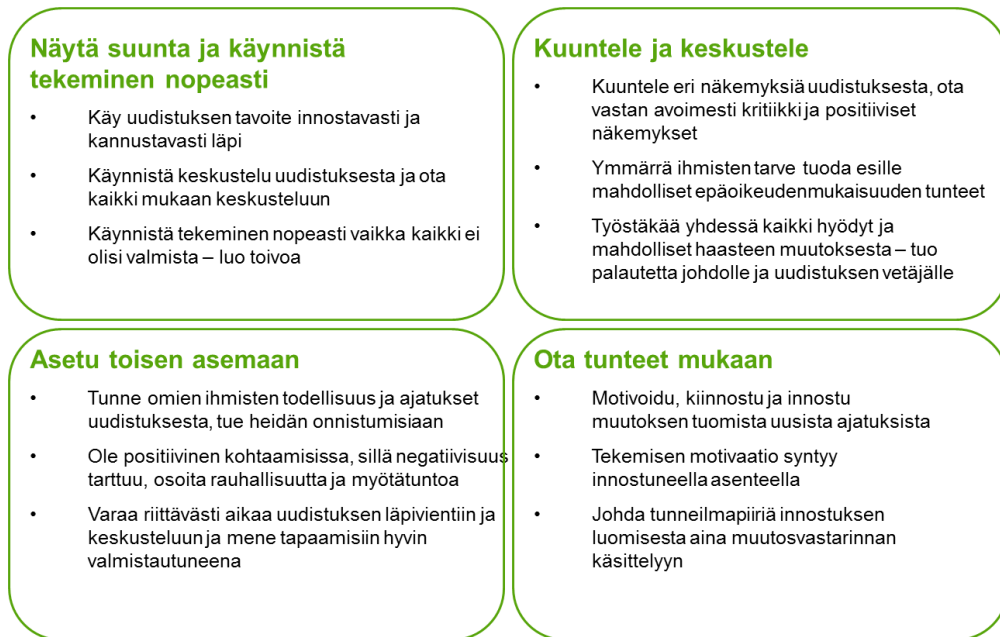 Näytä suunta ja käynnistä
tekeminen nopeasti
• Käy uudistuksen tavoite innostavasti ja
kannustavasti läpi
• Käynnistä keskustelu uudistuksesta ja ota
kaikki mukaan keskusteluun
• Käynnistä tekeminen nopeasti vaikka kaikki ei
olisi valmista – luo toivoa
Kuuntele ja keskustele
• Kuuntele eri näkemyksiä uudistuksesta, ota
vastan avoimesti kritiikki ja positiiviset
näkemykset
• Ymmärrä ihmisten tarve tuoda esille
mahdolliset epäoikeudenmukaisuuden tunteet
• Työstäkää yhdessä kaikki hyödyt ja
mahdolliset haasteen muutoksesta – tuo
palautetta johdolle ja uudistuksen vetäjälle
Asetu toisen asemaan
• Tunne omien ihmisten todellisuus ja ajatukset
uudistuksesta, tue heidän onnistumisiaan
• Ole positiivinen kohtaamisissa, sillä negatiivisuus
tarttuu, osoita rauhallisuutta ja myötätuntoa
• Varaa riittävästi aikaa uudistuksen läpivientiin ja
keskusteluun ja mene tapaamisiin hyvin
valmistautuneena
Ota tunteet mukaan
• Motivoidu, kiinnostu ja innostu
muutoksen tuomista uusista ajatuksista
• Tekemisen motivaatio syntyy
innostuneella asenteella
• Johda tunneilmapiiriä innostuksen
luomisesta aina muutosvastarinnan
käsittelyyn